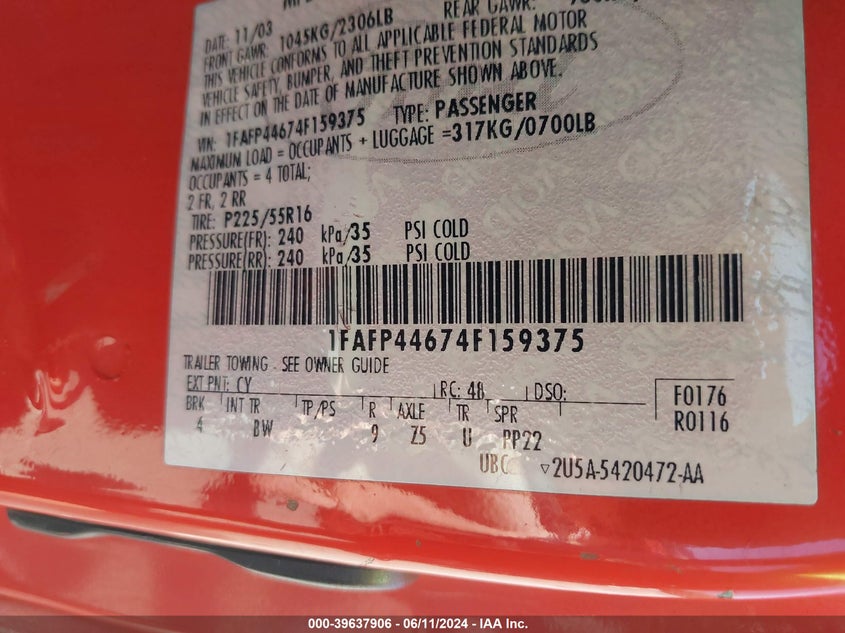 DATE: 11/03
FRONT GAWR: 1045KG/2306LB REAR GAWR:
THIS VEHICLE CONFORMS TO ALL APPLICABLE FEDERAL MOTOR
VEHICLE SAFETY, BUMPER, AND THEFT PREVENTION STANDARDS
IN EFFECT ON THE DATE OF MANUFACTURE SHOWN ABOVE.
VIN: 1FAFP44674F159375 TYPE: PASSENGER
MAXIMUM LOAD = OCCUPANTS + LUGGAGE =317KG/0700LB
OCCUPANTS = 4 TOTAL;
2 FR, 2 RR
TIRE: P225/55R16
PRESSURE(FR): 240 kPa/35 PSI COLD
PRESSURE(RR): 240 kPa/35 PSI COLD
1FAFP44674F159375
TRAILER TOWING - SEE OWNER GUIDE
EXT PNT: CY RC: 48 DSO:
F0176
R0116
BRK INT TR TP/PS R AXLE TR SPR
4 BW 9 Z5 U PP22
UBC ▽2U5A-5420472-AA
000-39637906 - 06/11/2024 - IAA Inc.